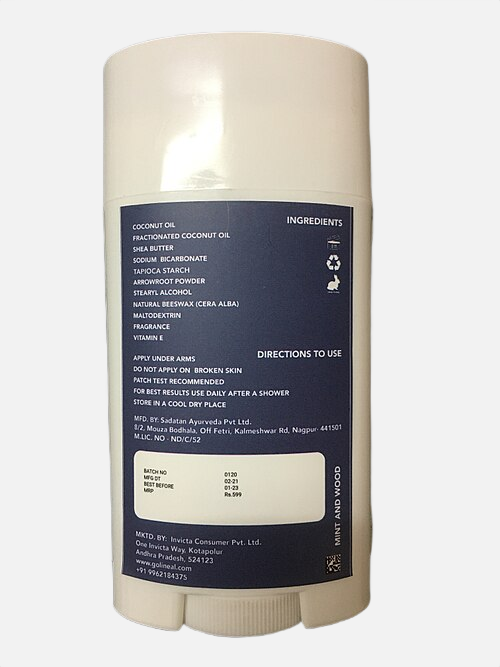 INGREDIENTS
COCONUT OIL
FRACTIONATED COCONUT OIL
SHEA BUTTER
SODIUM BICARBONATE
TAPIOCA STARCH
ARROWROOT POWDER
STEARYL ALCOHOL
NATURAL BEESWAX (CERA ALBA)
MALTODEXTRIN
FRAGRANCE
VITAMIN E
DIRECTIONS TO USE
APPLY UNDER ARMS
DO NOT APPLY ON BROKEN SKIN
PATCH TEST RECOMMENDED
FOR BEST RESULTS USE DAILY AFTER A SHOWER
STORE IN A COOL DRY PLACE
MFD. BY: Sadatan Ayurveda Pvt Ltd.
8/2, Mouza Bodhala, Off Fetri, Kalmeshwar Rd, Nagpur- 441501
M.LIC. NO - ND/C/52
BATCH NO 0120
MFG DT 02-21
BEST BEFORE 01-23
MRP Rs.599
MINT AND WOOD
MKTD. BY: Invicta Consumer Pvt. Ltd.
One Invicta Way, Kotapolur
Andhra Pradesh, 524123
www.golineal.com
+91 9962184375